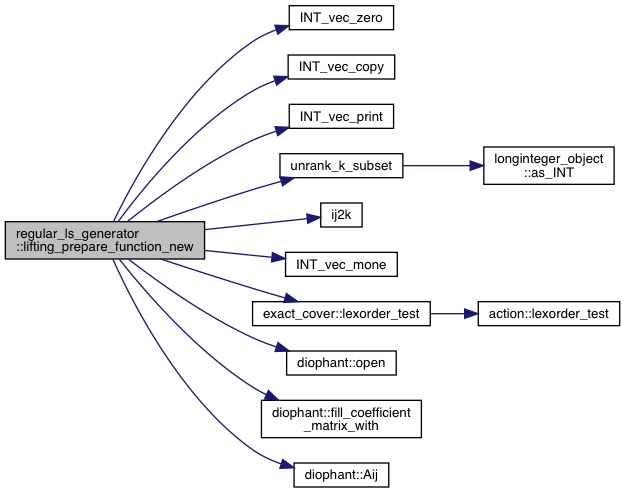 INT_vec_zero
INT_vec_copy
INT_vec_print
unrank_k_subset
longinteger_object
::as_INT
regular_ls_generator
::lifting_prepare_function_new
ij2k
INT_vec_mone
exact_cover::lexorder_test
action::lexorder_test
diophant::open
diophant::fill_coefficient
_matrix_with
diophant::Aij